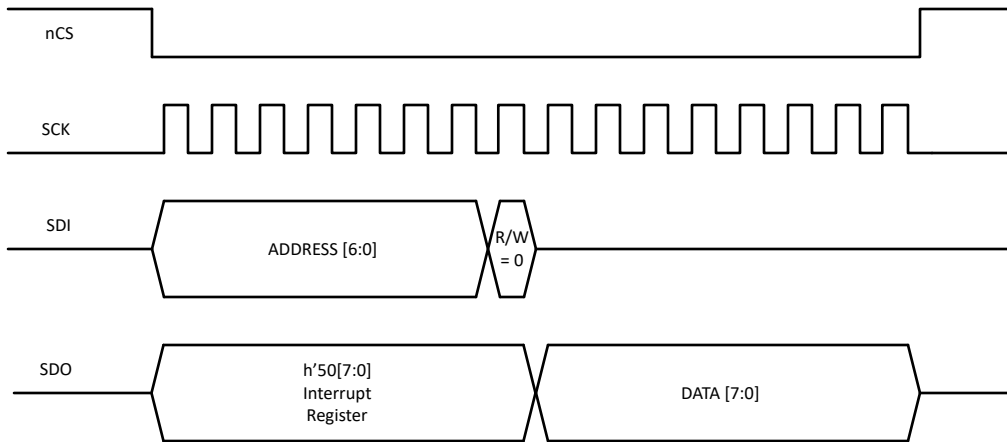 nCS
SCK
SDI
ADDRESS [6:0]
R/W
= 0
SDO
h’50[7:0]
Interrupt
Register
DATA [7:0]